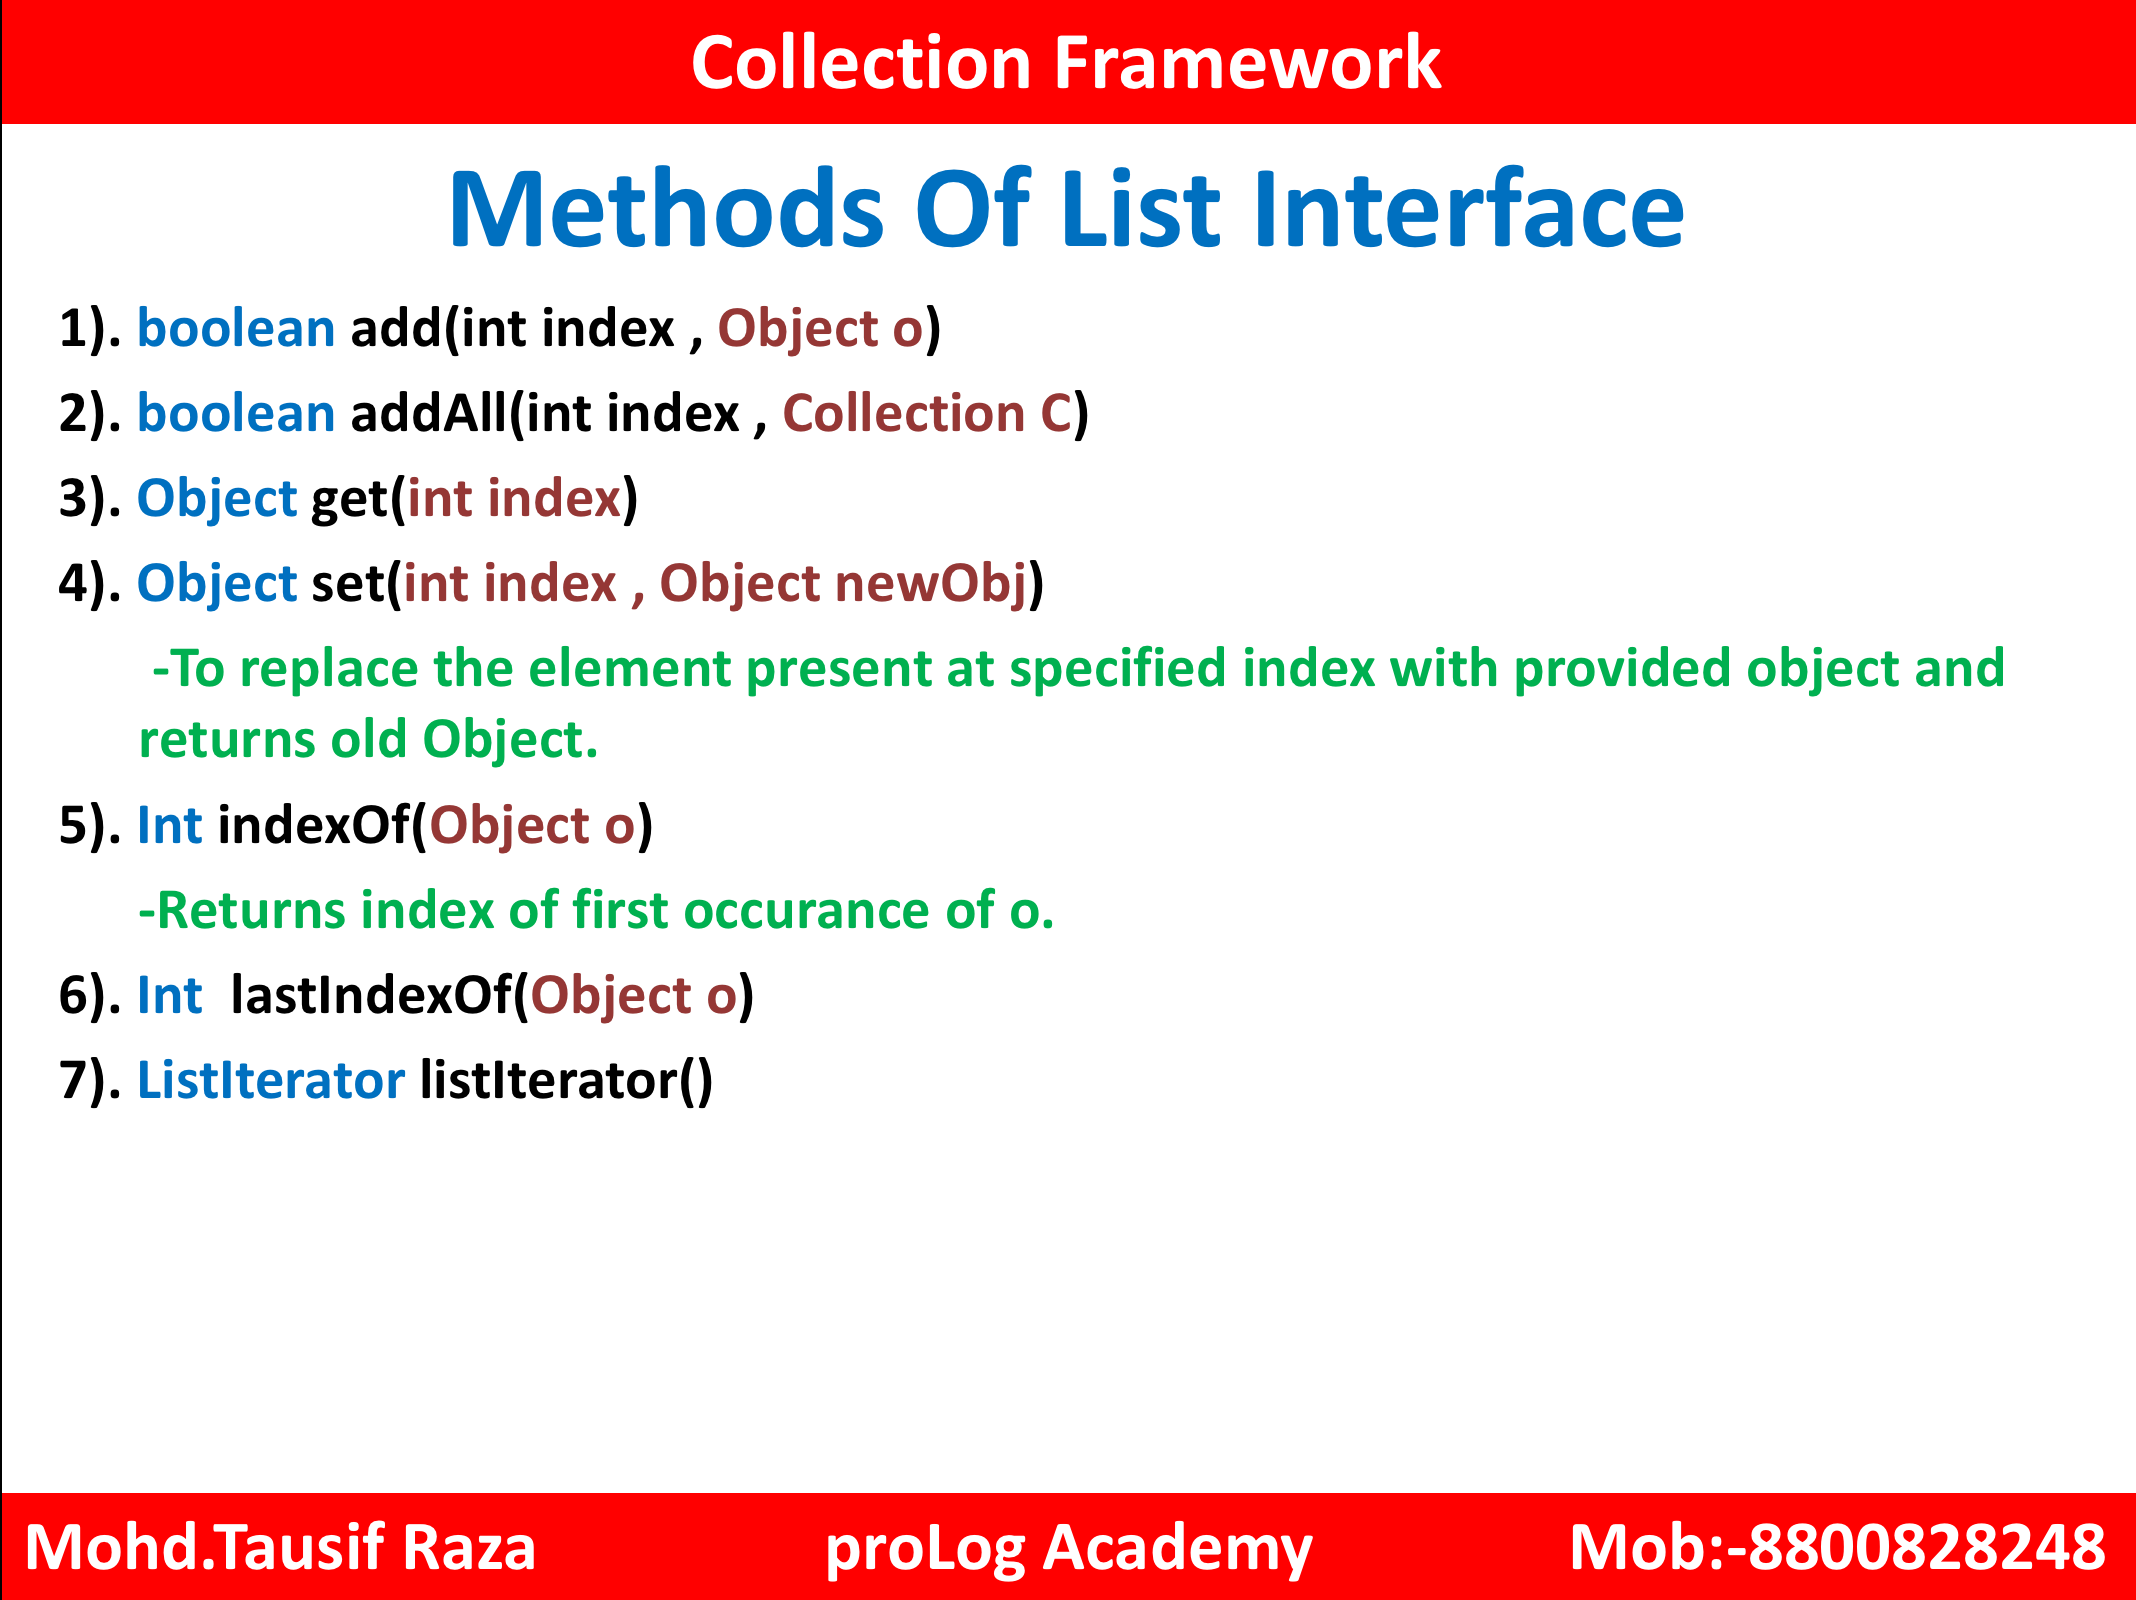 Collection Framework
Methods Of List Interface
1). boolean add(int index , Object o)
2). boolean addAll(int index , Collection C)
3). Object get(int index)
4). Object set(int index , Object newObj)
-To replace the element present at specified index with provided object and
returns old Object.
5). Int indexOf(Object o)
-Returns index of first occurance of o.
6). Int  lastIndexOf(Object o)
7). ListIterator listIterator()
Mohd.Tausif Raza proLog Academy Mob:-8800828248